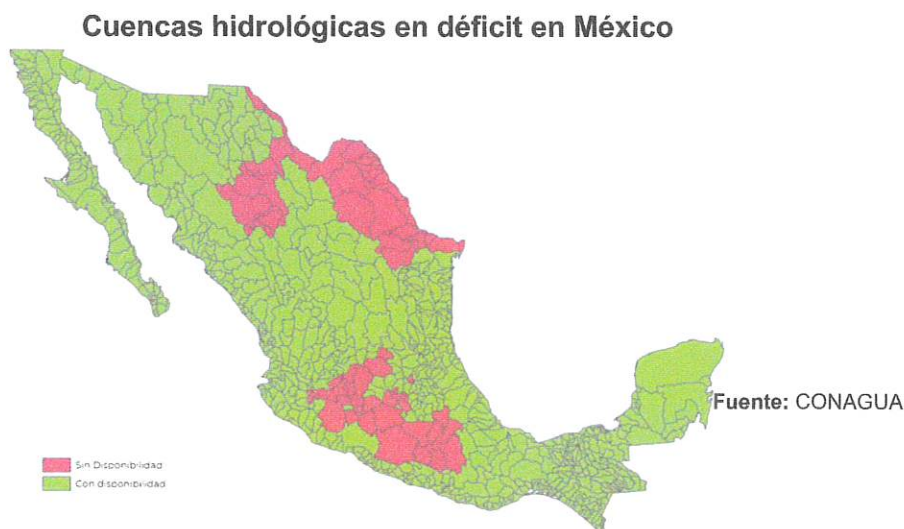 Cuencas hidrológicas en déficit en México
Fuente: CONAGUA
Sin Disponibilidad
Con disponibilidad